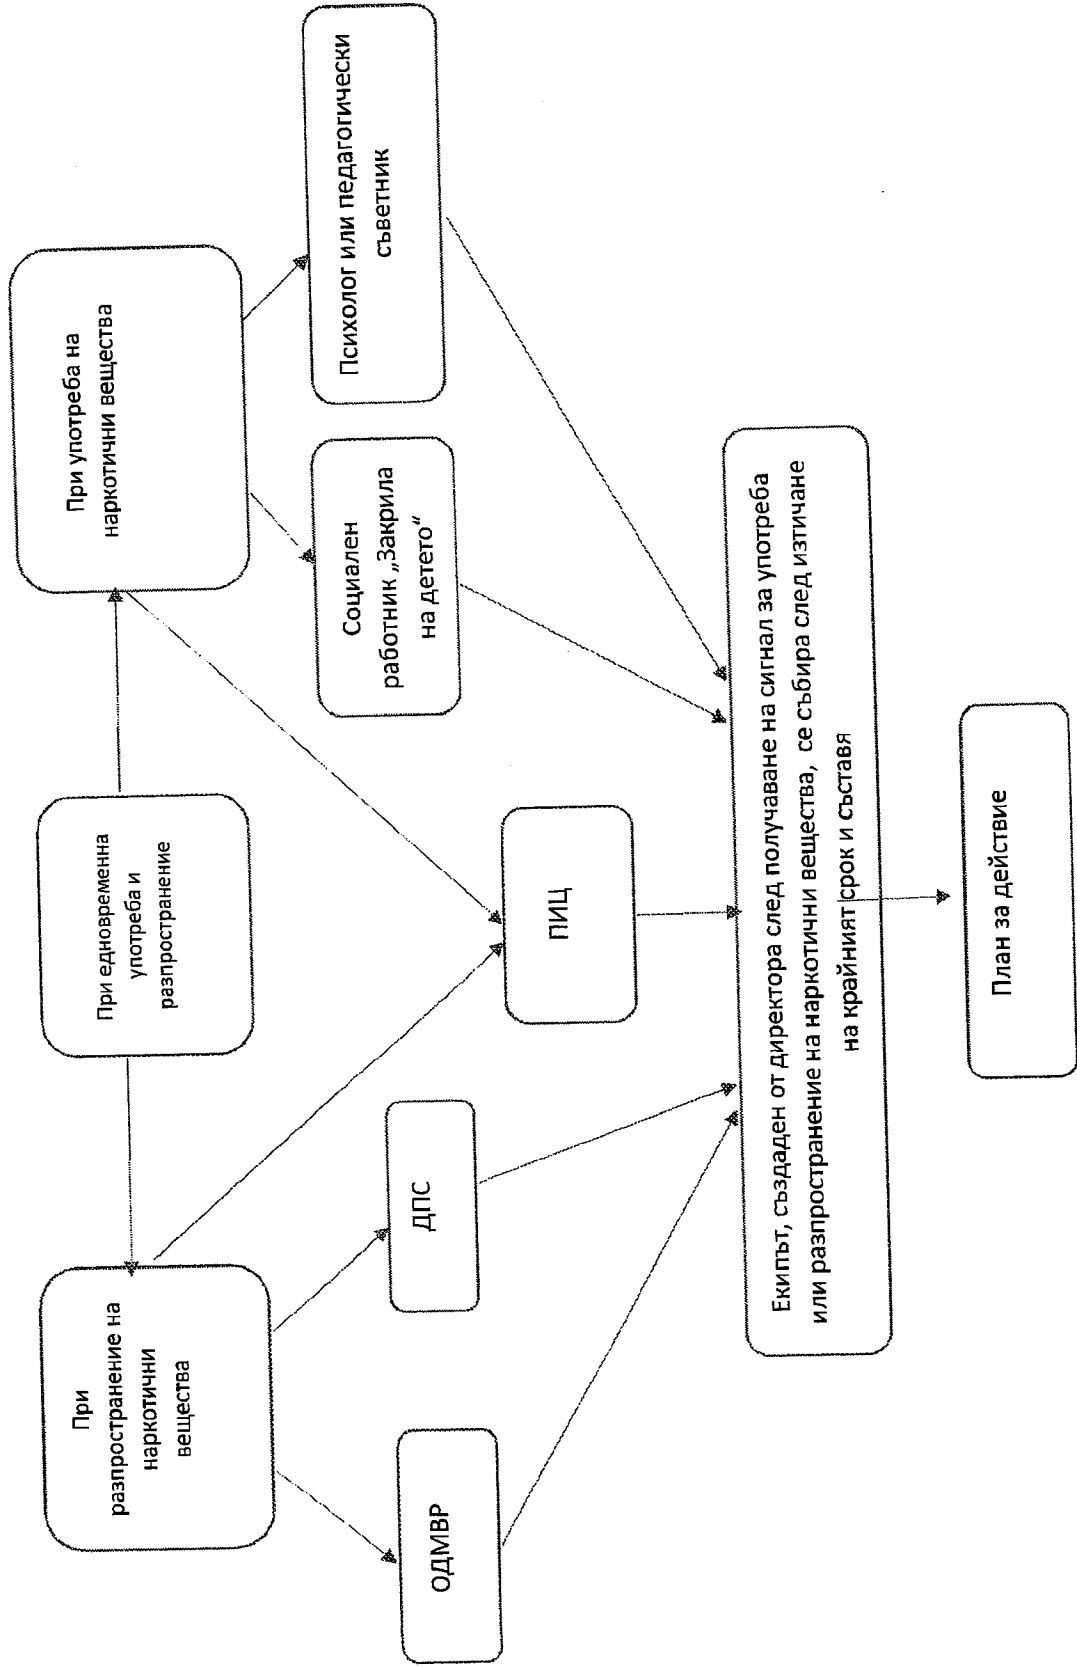 При
разпространение на
наркотични
вещества
При едновременна
употреба и
разпространение
При употреба на
наркотични вещества
ОДМВР
ДПС
ПИЦ
Социален
работник „Закрила
на детето“
Психолог или педагогически
съветник
Екипът, създаден от директора след получаване на сигнал за употреба
или разпространение на наркотични вещества, се събира след изтичане
на крайният срок и съставя
План за действие